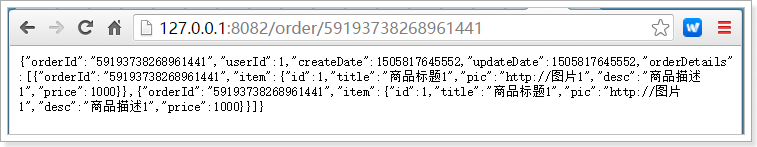 127.0.0.1:8082/order/59193738268961441
{"orderId":"59193738268961441","userId":1,"createDate":1505817645552,"updateDate":1505817645552,"orderDetails"
:[{"orderId":"59193738268961441","item":{"id":1,"title":"商品标题1","pic":"http://图片1","desc":"商品描述
1","price":1000}},{"orderId":"59193738268961441","item":{"id":1,"title":"商品标题1","pic":"http://图片
1","desc":"商品描述1","price":1000}}]}